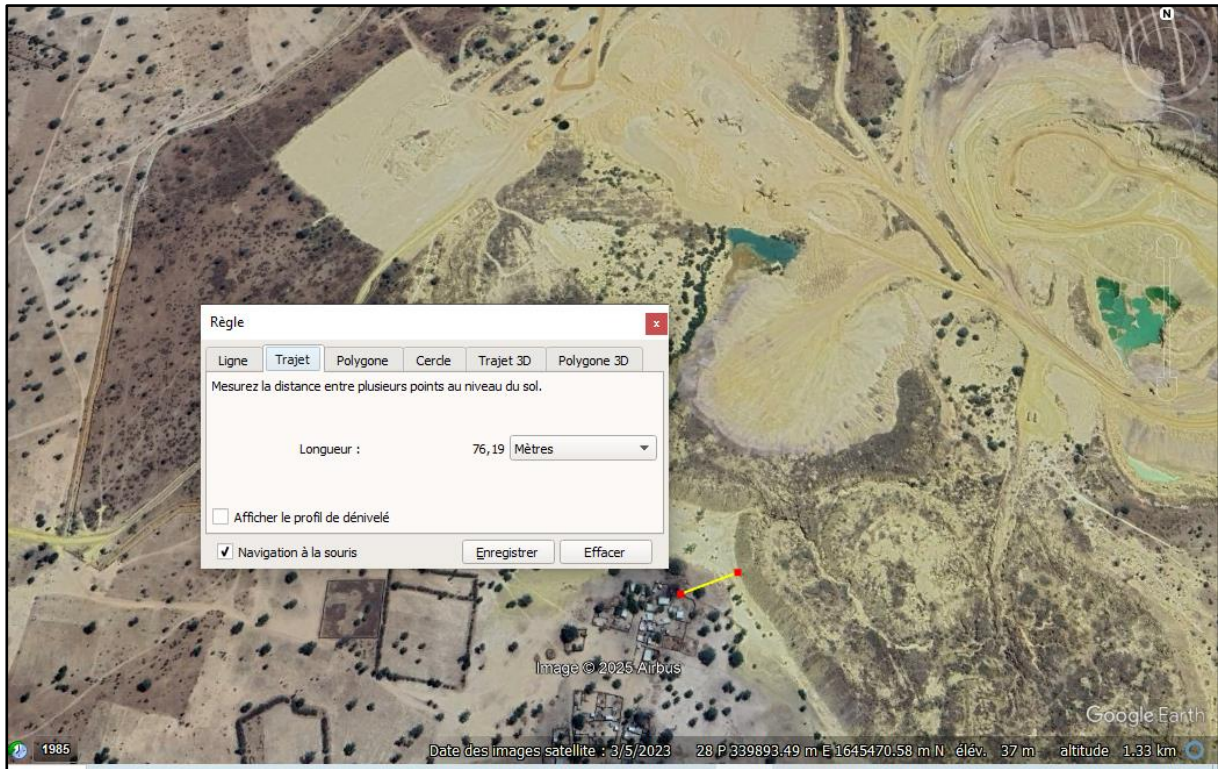 N
Règle
x
Ligne Trajet Polygone Cercle Trajet 3D Polygone 3D
Mesurez la distance entre plusieurs points au niveau du sol.
Longueur : 76,19 Mètres
Afficher le profil de dénivelé
Navigation à la souris Enregistrer Effacer
Image © 2025 Airbus
Google Earth
1985 Date des images satellite : 3/5/2023 28 P 339893.49 m E 1645470.58 m N élév. 37 m altitude 1.33 km